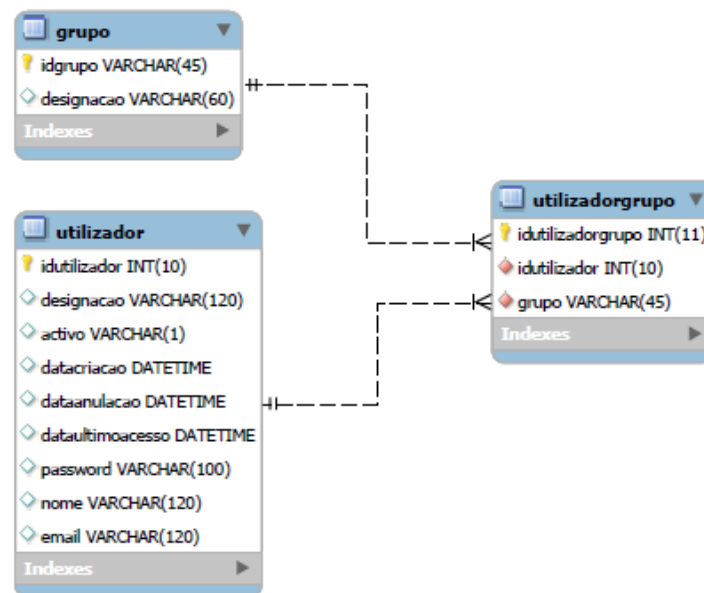 grupo
idgrupo VARCHAR(45)
designacao VARCHAR(60)
Indexes
utilizador
idutilizador INT(10)
designacao VARCHAR(120)
activo VARCHAR(1)
datacriacao DATETIME
dataanulacao DATETIME
dataultimoacesso DATETIME
password VARCHAR(100)
nome VARCHAR(120)
email VARCHAR(120)
Indexes
utilizadorgrupo
idutilizadorgrupo INT(11)
idutilizador INT(10)
grupo VARCHAR(45)
Indexes